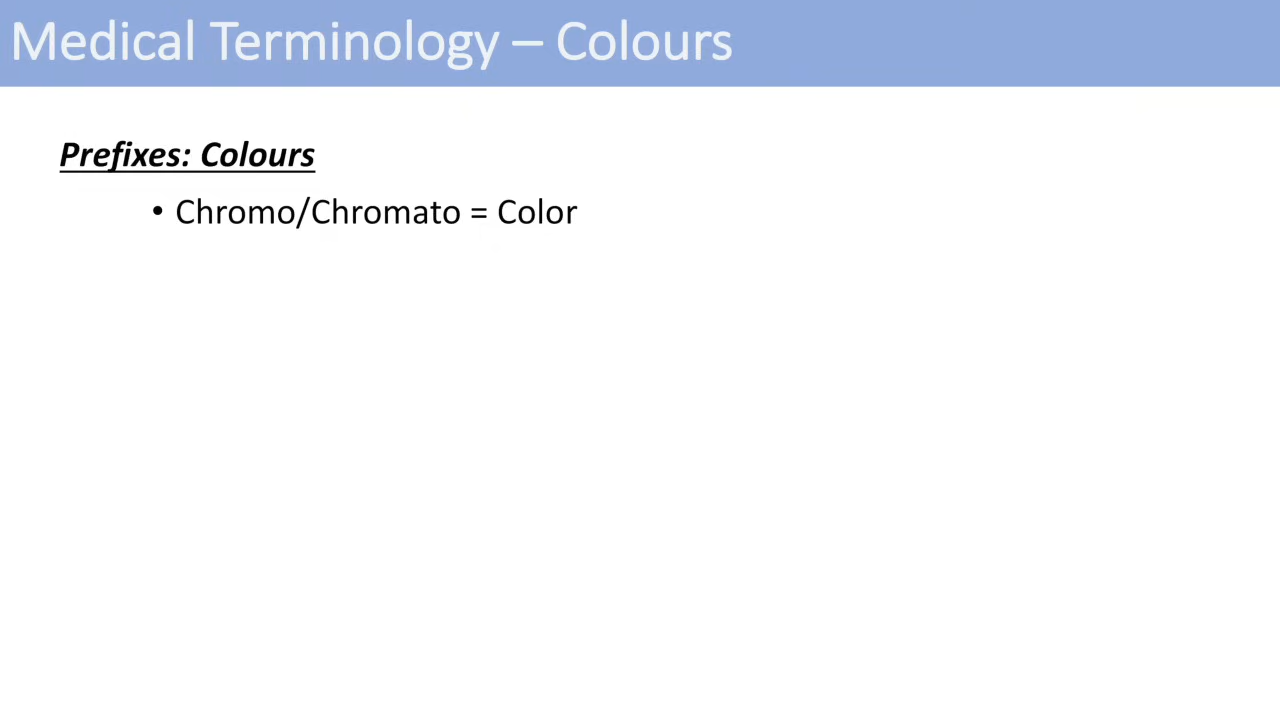 Medical Terminology – Colours
Prefixes: Colours
• Chromo/Chromato = Color